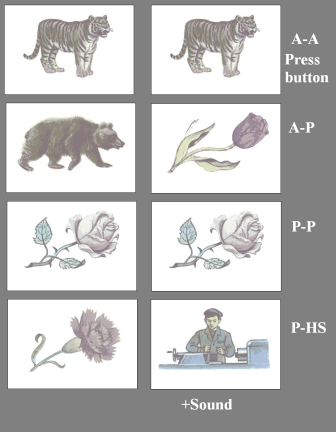 A-A
Press
button
A-P
P-P
P-HS
+Sound